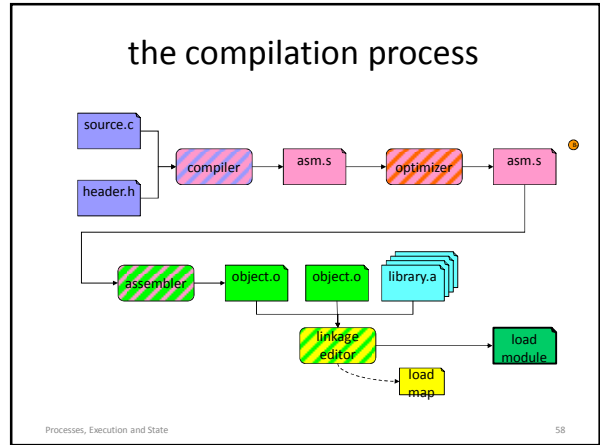 the compilation process
source.c
header.h
compiler
asm.s
optimizer
asm.s
assembler
object.o
object.o
library.a
linkage
editor
load
module
load
map
Processes, Execution and State
58